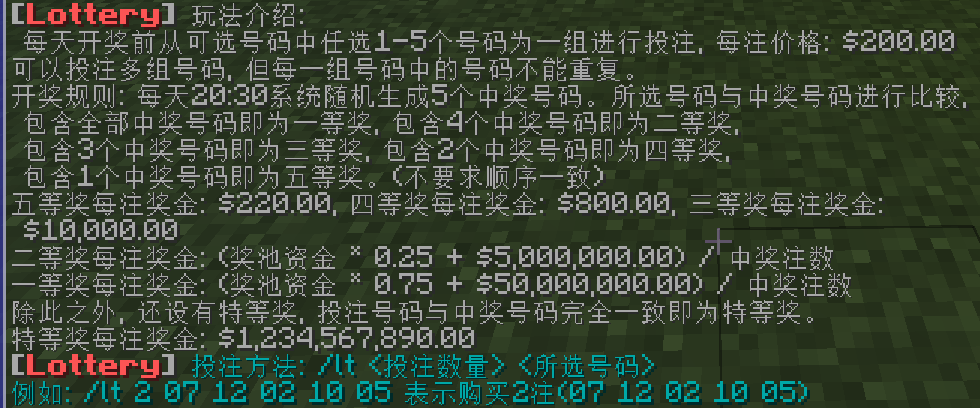 [Lottery] 玩法介绍:
每天开奖前从可选号码中任选1-5个号码为一组进行投注, 每注价格: $200.00
可以投注多组号码, 但每一组号码中的号码不能重复。
开奖规则: 每天20:30系统随机生成5个中奖号码。所选号码与中奖号码进行比较,
包含全部中奖号码即为一等奖, 包含4个中奖号码即为二等奖,
包含3个中奖号码即为三等奖, 包含2个中奖号码即为四等奖,
包含1个中奖号码即为五等奖。(不要求顺序一致)
五等奖每注奖金: $220.00, 四等奖每注奖金: $800.00, 三等奖每注奖金:
$10,000.00
二等奖每注奖金: (奖池资金 * 0.25 + $5,000,000.00) / 中奖注数
一等奖每注奖金: (奖池资金 * 0.75 + $50,000,000.00) / 中奖注数
除此之外, 还设有特等奖, 投注号码与中奖号码完全一致即为特等奖。
特等奖每注奖金: $1,234,567,890.00
[Lottery] 投注方法: /lt <投注数量> <所选号码>
例如: /lt 2 07 12 02 10 05 表示购买2注(07 12 02 10 05)